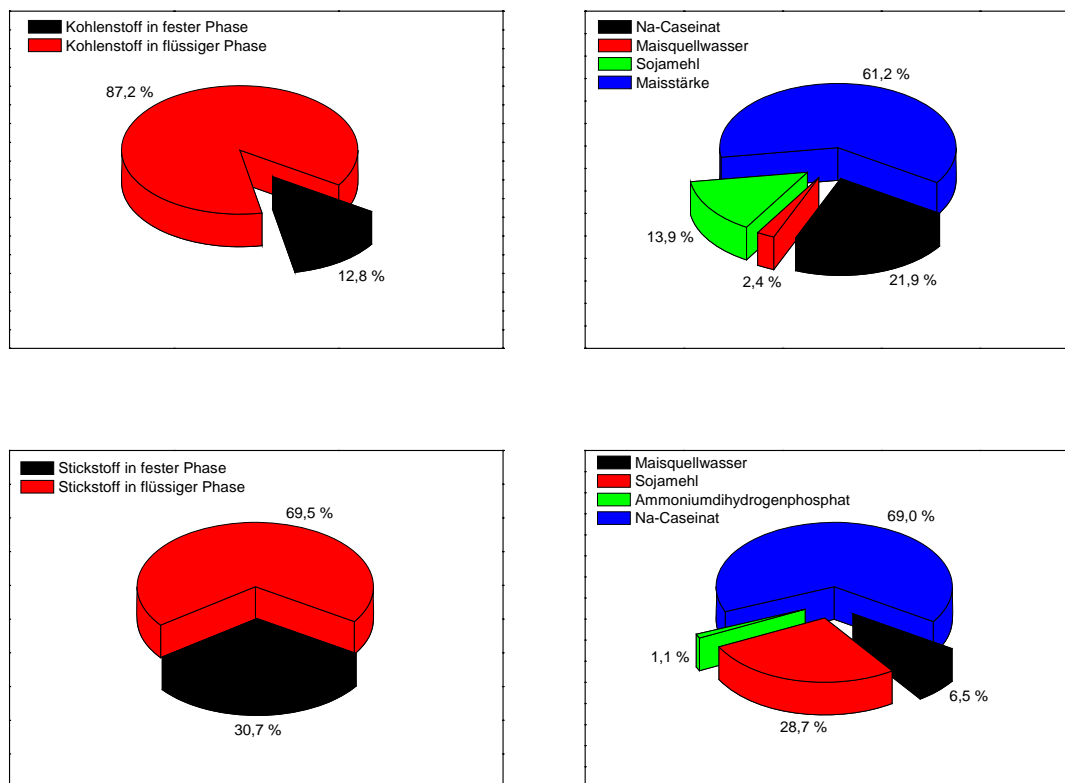 Kohlenstoff in fester Phase
Kohlenstoff in flüssiger Phase
87,2 %
12,8 %
Na-Caseinat
Maisquellwasser
Sojamehl
Maisstärke
61,2 %
13,9 %
2,4 %
21,9 %
Stickstoff in fester Phase
Stickstoff in flüssiger Phase
69,5 %
30,7 %
Maisquellwasser
Sojamehl
Ammoniumdihydrogenphosphat
Na-Caseinat
69,0 %
1,1 %
6,5 %
28,7 %